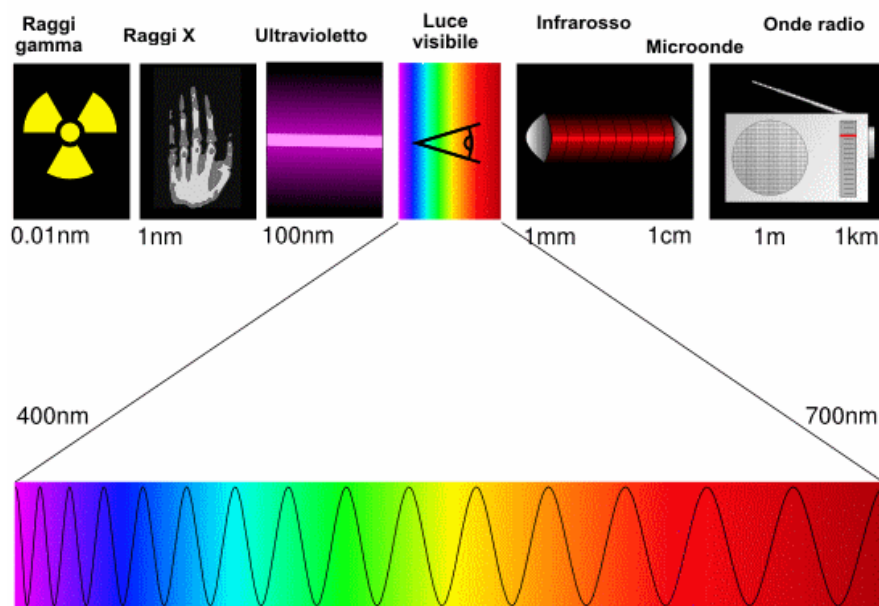 Raggi
gamma
Raggi X
Ultravioletto
Luce
visibile
Infrarosso
Microonde
Onde radio
0.01nm
1nm
100nm
1mm
1cm
1m
1km
400nm
700nm